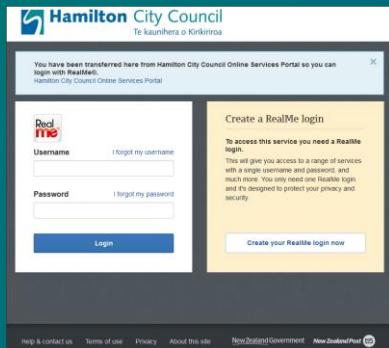 Hamilton City Council
Te kaunihera o Kirikiriroa
You have been transferred here from Hamilton City Council Online Services Portal so you can
login with RealMe®.
Hamilton City Council Online Services Portal
×
Real
me
Username
I forgot my username
Password
I forgot my password
Login
Create a RealMe login
To access this service you need a RealMe
login.
This will give you access to a range of services
with a single username and password, and
much more. You only need one RealMe login
and it's designed to protect your privacy and
security.
Create your RealMe login now
Help & contact us
Terms of use
Privacy
About this site
New Zealand Government
New Zealand Post